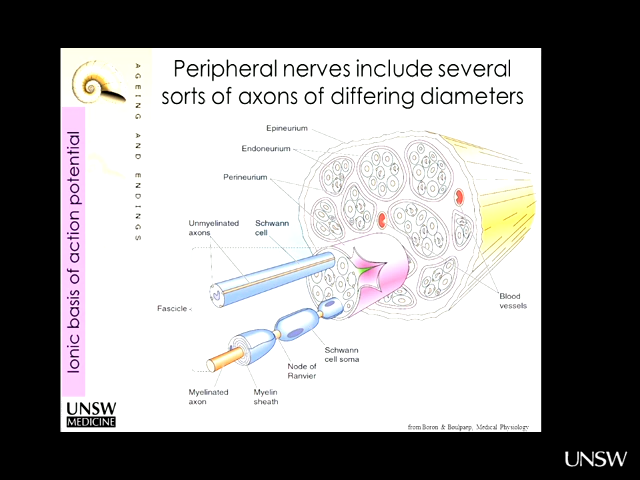 Peripheral nerves include several
sorts of axons of differing diameters
AGEING AND ENDINGS
Ionic basis of action potential
Epineurium
Endoneurium
Perineurium
Unmyelinated
axons
Schwann
cell
Fascicle
Blood
vessels
Schwann
cell soma
Node of
Ranvier
Myelinated
axon
Myelin
sheath
UNSW
MEDICINE
from Boron & Boulpaep, Medical Physiology
UNSW